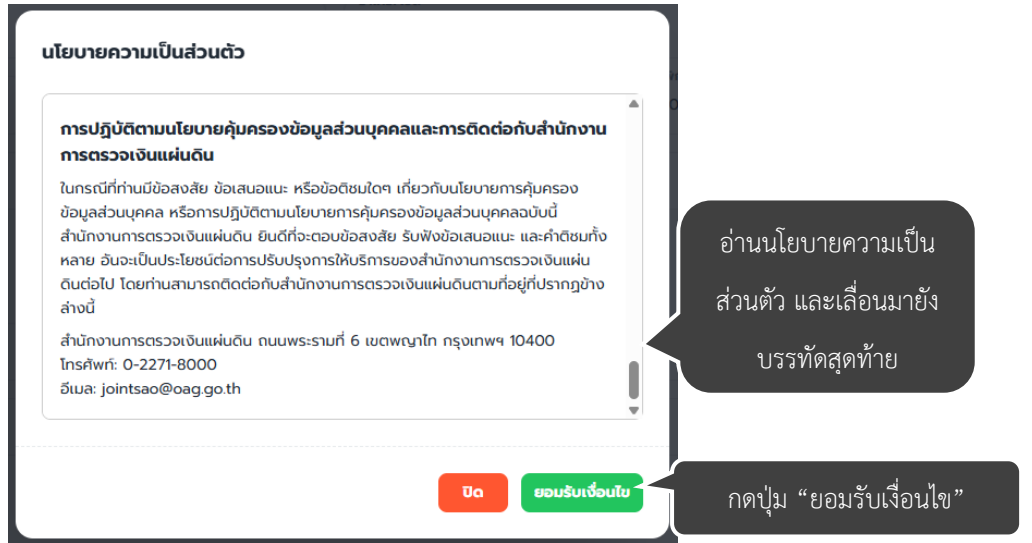 นโยบายความเป็นส่วนตัว
การปฏิบัติตามนโยบายคุ้มครองข้อมูลส่วนบุคคลและการติดต่อกับสำนักงาน
การตรวจเงินแผ่นดิน
ในกรณีที่ท่านมีข้อสงสัย ข้อเสนอแนะ หรือข้อติชมใดๆ เกี่ยวกับนโยบายการคุ้มครอง
ข้อมูลส่วนบุคคล หรือการปฏิบัติตามนโยบายการคุ้มครองข้อมูลส่วนบุคคลฉบับนี้
สำนักงานการตรวจเงินแผ่นดิน ยินดีที่จะตอบข้อสงสัย รับฟังข้อเสนอแนะ และคำติชมทั้ง
หลาย อันจะเป็นประโยชน์ต่อการปรับปรุงการให้บริการของสำนักงานการตรวจเงินแผ่น
ดินต่อไป โดยท่านสามารถติดต่อกับสำนักงานการตรวจเงินแผ่นดินตามที่อยู่ที่ปรากฏข้าง
ล่างนี้
สำนักงานการตรวจเงินแผ่นดิน ถนนพระรามที่ 6 เขตพญาไท กรุงเทพฯ 10400
โทรศัพท์: 0-2271-8000
อีเมล: jointsao@oag.go.th
อ่านนโยบายความเป็น
ส่วนตัว และเลื่อนมายัง
บรรทัดสุดท้าย
ปิด
ยอมรับเงื่อนไข
กดปุ่ม “ยอมรับเงื่อนไข”